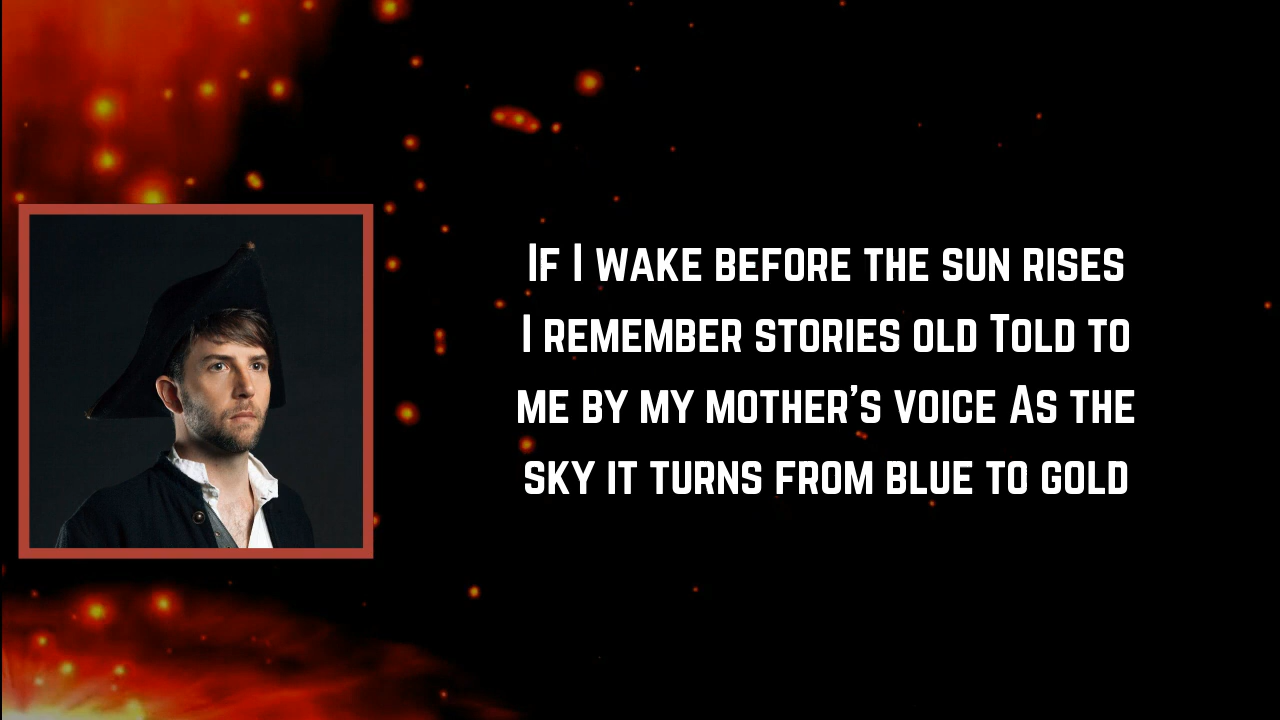 If I wake before the sun rises
I remember stories old Told to
me by my mother's voice As the
sky it turns from blue to gold